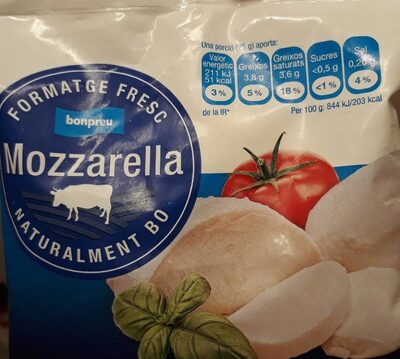 Una porció (25 g) aporta:
Valor energètic 211 kJ 51 kcal 3 %
Greixos 3,8 g 5 %
Greixos saturats 3,6 g 18 %
Sucres <0,5 g <1 %
Sal 0,20 g 4 %
de la IR*
Per 100 g: 844 kJ/203 kcal
FORMATGE FRESC
bonpreu
Mozzarella
NATURALMENT BO